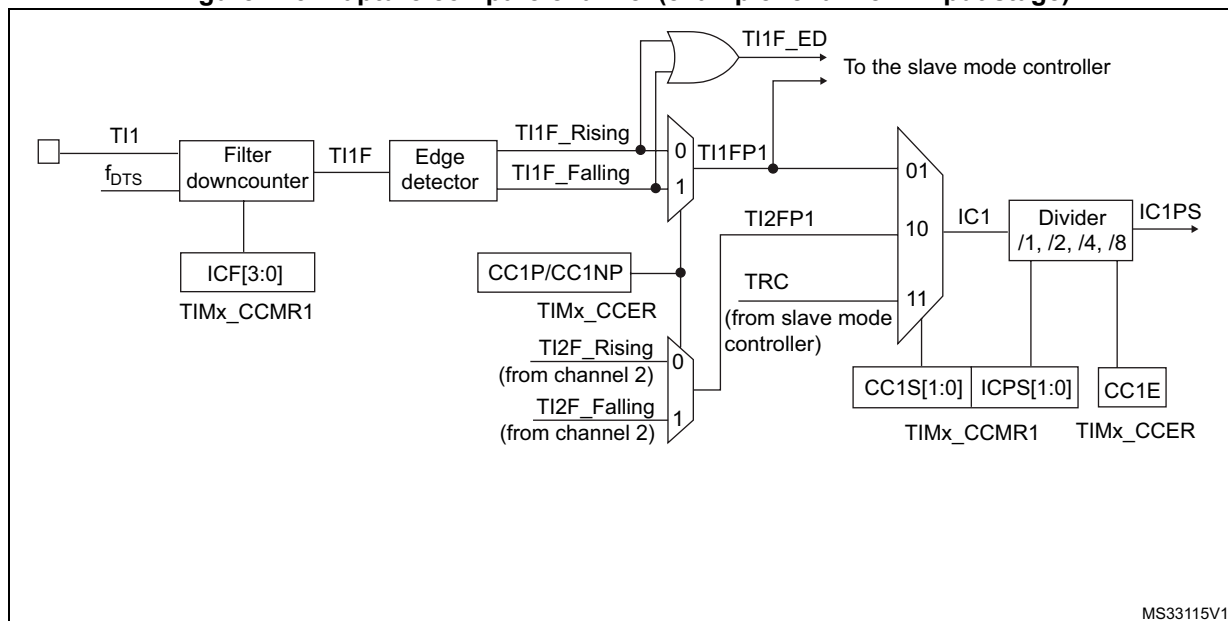 TI1F_ED
To the slave mode controller
TI1
TI1F_Rising
Filter
downcounter
TI1F
Edge
detector
0
TI1FP1
01
f_DTS
TI1F_Falling
1
TI2FP1
10
IC1
Divider
/1, /2, /4, /8
IC1PS
ICF[3:0]
CC1P/CC1NP
TRC
11
TIMx_CCMR1
TIMx_CCER
(from slave mode
controller)
TI2F_Rising
0
(from channel 2)
TI2F_Falling
1
(from channel 2)
CC1S[1:0]
ICPS[1:0]
CC1E
TIMx_CCMR1
TIMx_CCER
MS33115V1